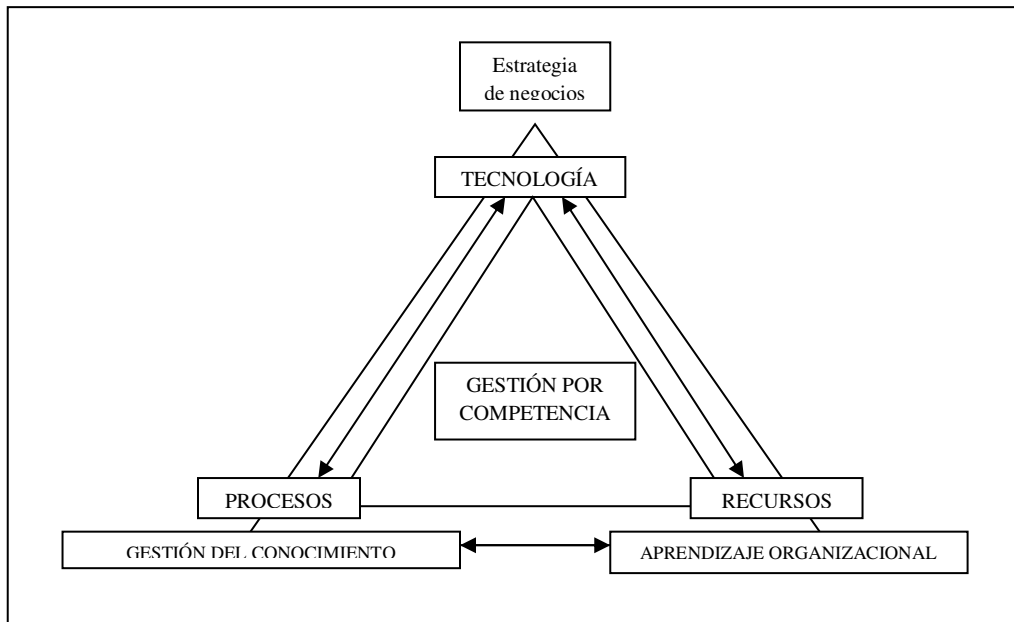 Estrategia
de negocios
TECNOLOGÍA
GESTIÓN POR
COMPETENCIA
PROCESOS
RECURSOS
GESTIÓN DEL CONOCIMIENTO
APRENDIZAJE ORGANIZACIONAL